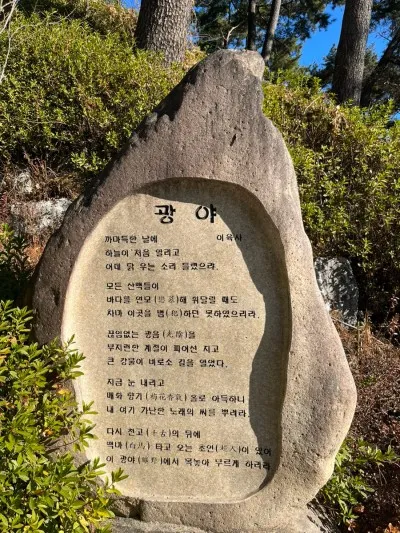 광야
이육사
까마득한 날에
하늘이 처음 열리고
어데 닭 우는 소리 들렸으랴.
모든 산맥들이
바다를 연모(戀慕)해 휘달릴 때도
차마 이곳을 범(犯)하던 못하였으리라.
끊임없는 광음(光陰)을
부지런한 계절이 피어선 지고
큰 강물이 비로소 길을 열었다.
지금 눈 내리고
매화 향기(梅花香氣)홀로 아득하니
내 여기 가난한 노래의 씨를 뿌려라.
다시 천고(千古)의 뒤에
백마(白馬) 타고 오는 초인(超人)이 있어
이 광야(曠野)에서 목놓아 부르게 하리라